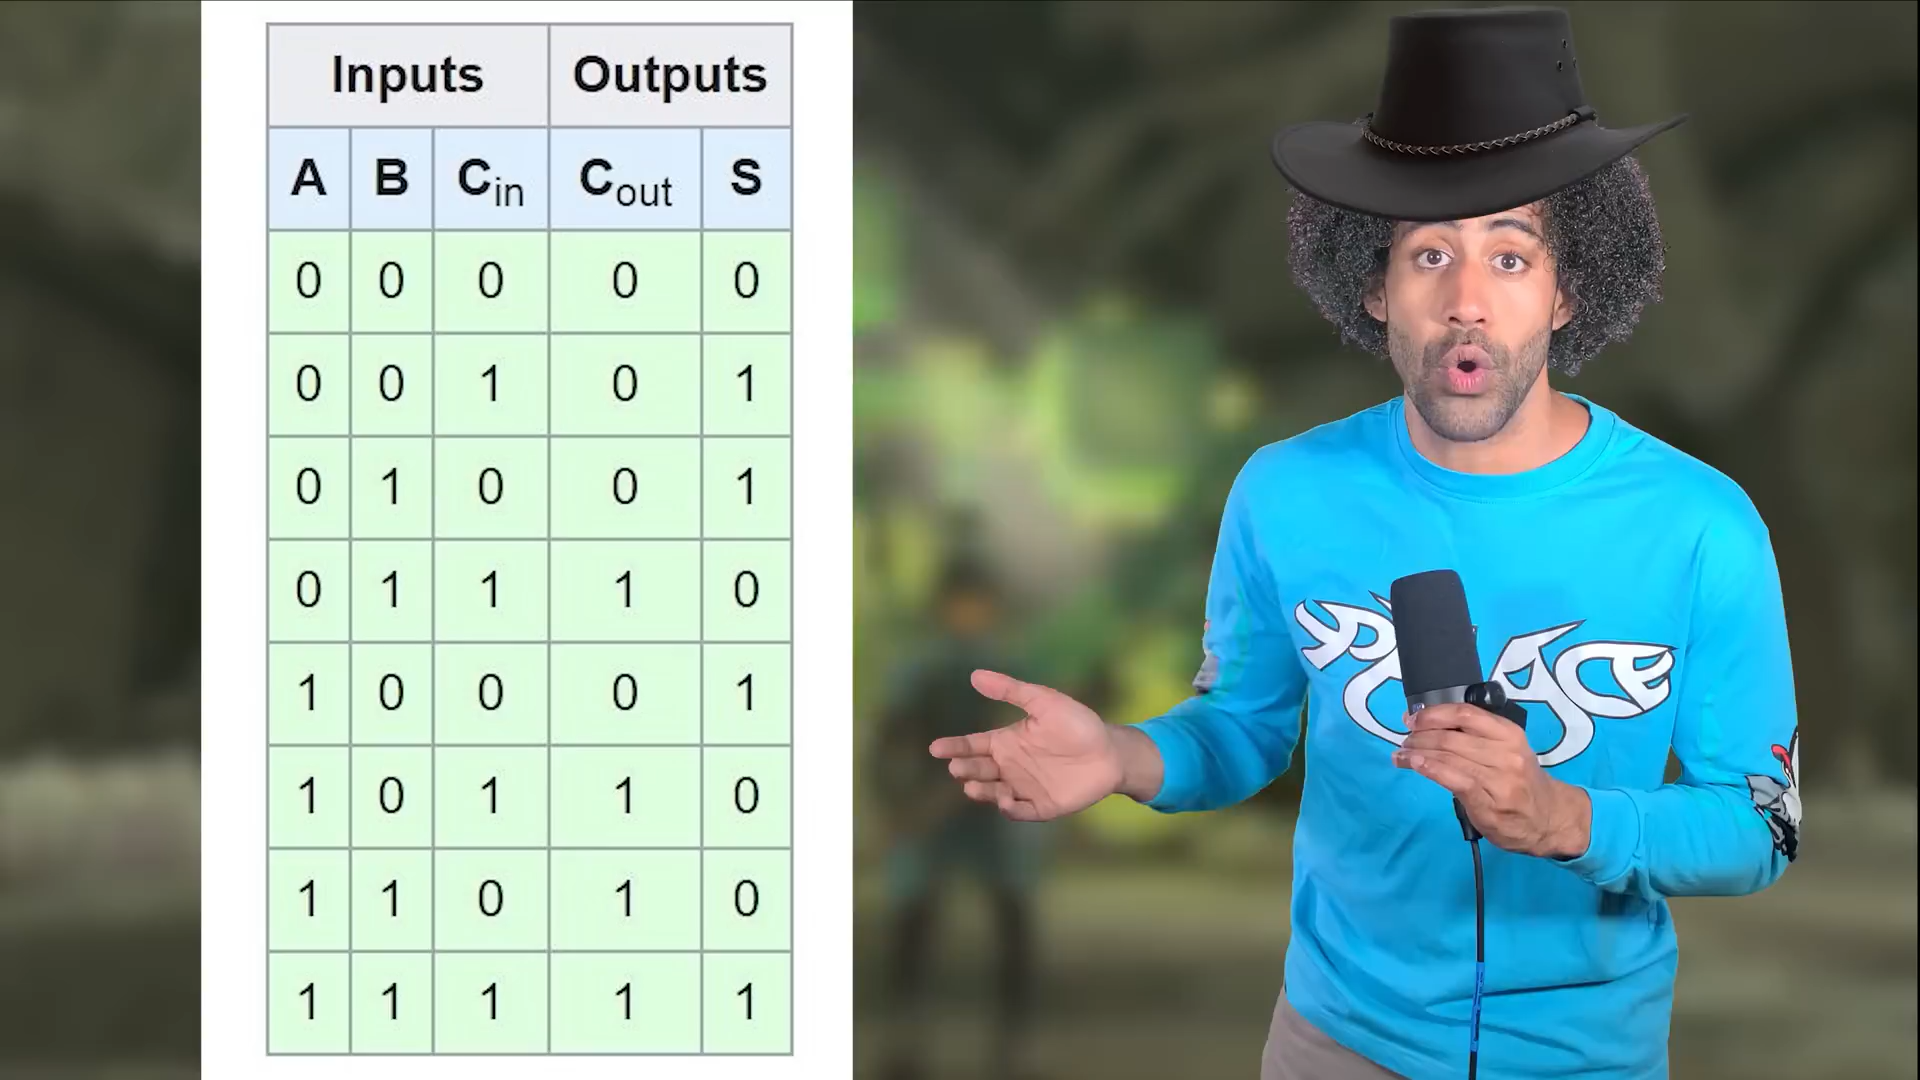 Inputs Outputs
A B Cin Cout S
0 0 0 0 0
0 0 1 0 1
0 1 0 0 1
0 1 1 1 0
1 0 0 0 1
1 0 1 1 0
1 1 0 1 0
1 1 1 1 1